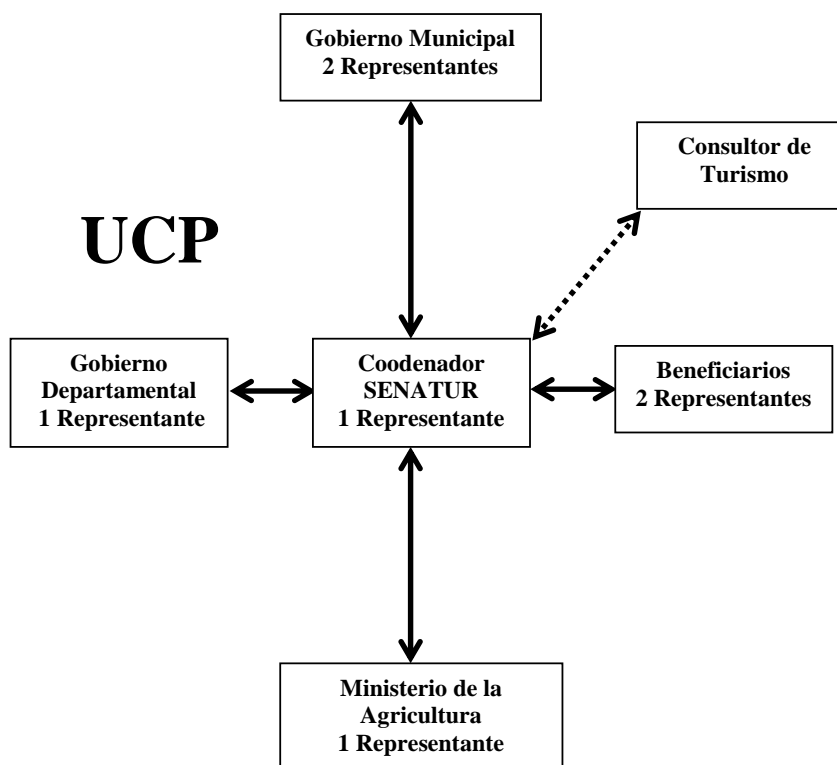 Gobierno Municipal
2 Representantes
Consultor de
Turismo
UCP
Gobierno
Departamental
1 Representante
Coodenador
SENATUR
1 Representante
Beneficiarios
2 Representantes
Ministerio de la
Agricultura
1 Representante